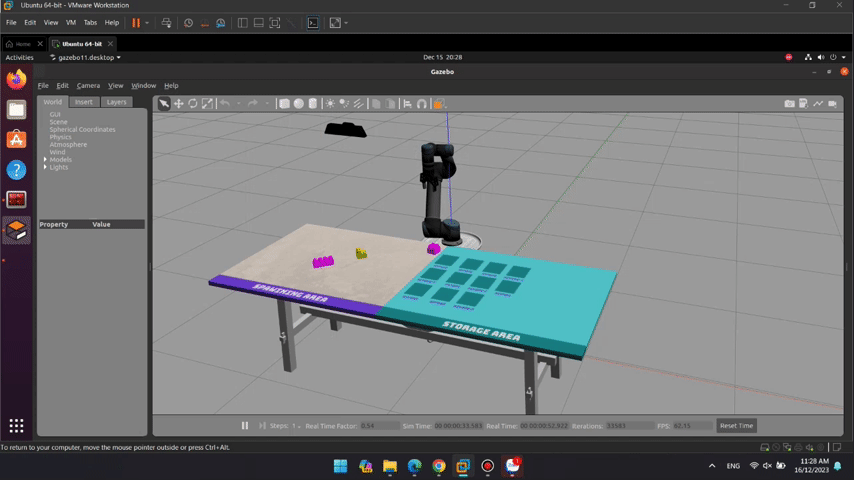 Ubuntu 64-bit - VMware Workstation
File Edit View VM Tabs Help
Home Ubuntu 64-bit
Activities gazebo11.desktop Dec 15 20:28
Gazebo
File Edit Camera View Window Help
World Insert Layers
GUI
Scene
Spherical Coordinates
Physics
Atmosphere
Wind
Models
Lights
Property Value
SPAWNING AREA
STORAGE AREA
Steps: 1 Real Time Factor: 0.54 Sim Time: 00 00:00:33.583 Real Time: 00 00:00:52.822 Iterations: 33583 FPS: 62.15 Reset Time
To return to your computer, move the mouse pointer outside or press Ctrl+Alt.
ENG 11:28 AM
16/12/2023